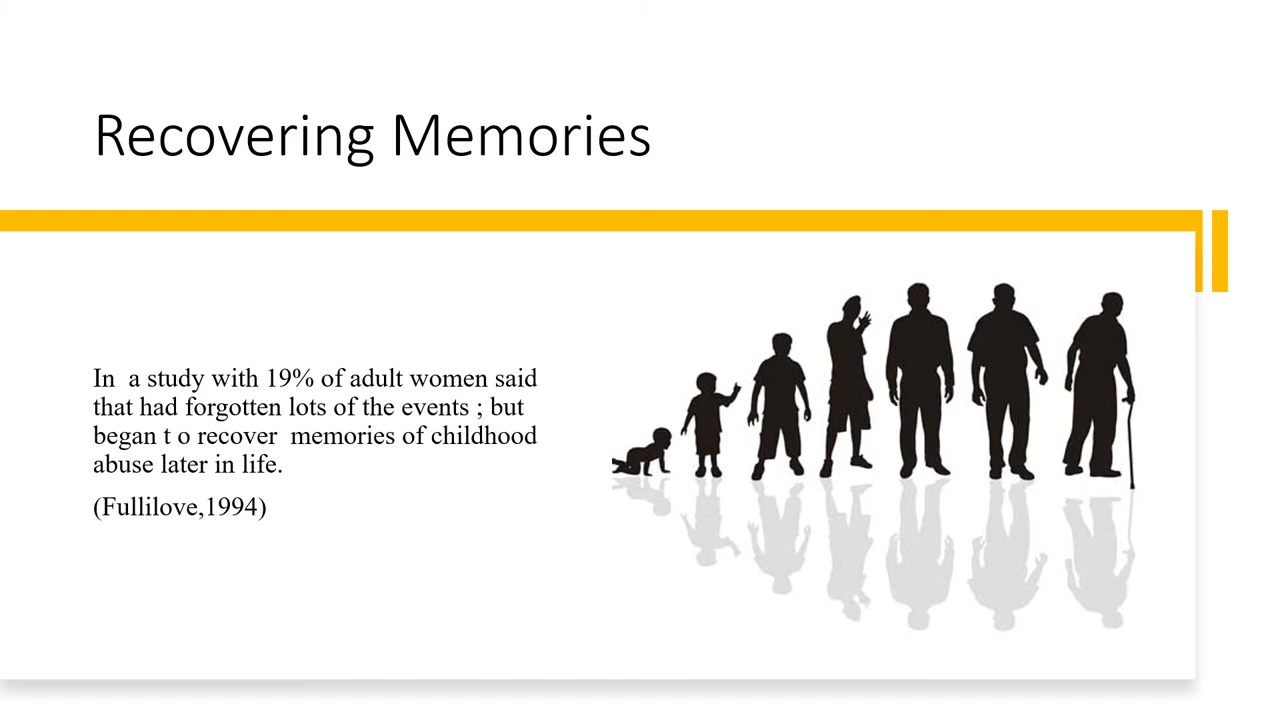 Recovering Memories
In  a study with 19% of adult women said
that had forgotten lots of the events ; but
began t o recover  memories of childhood
abuse later in life.
(Fullilove,1994)